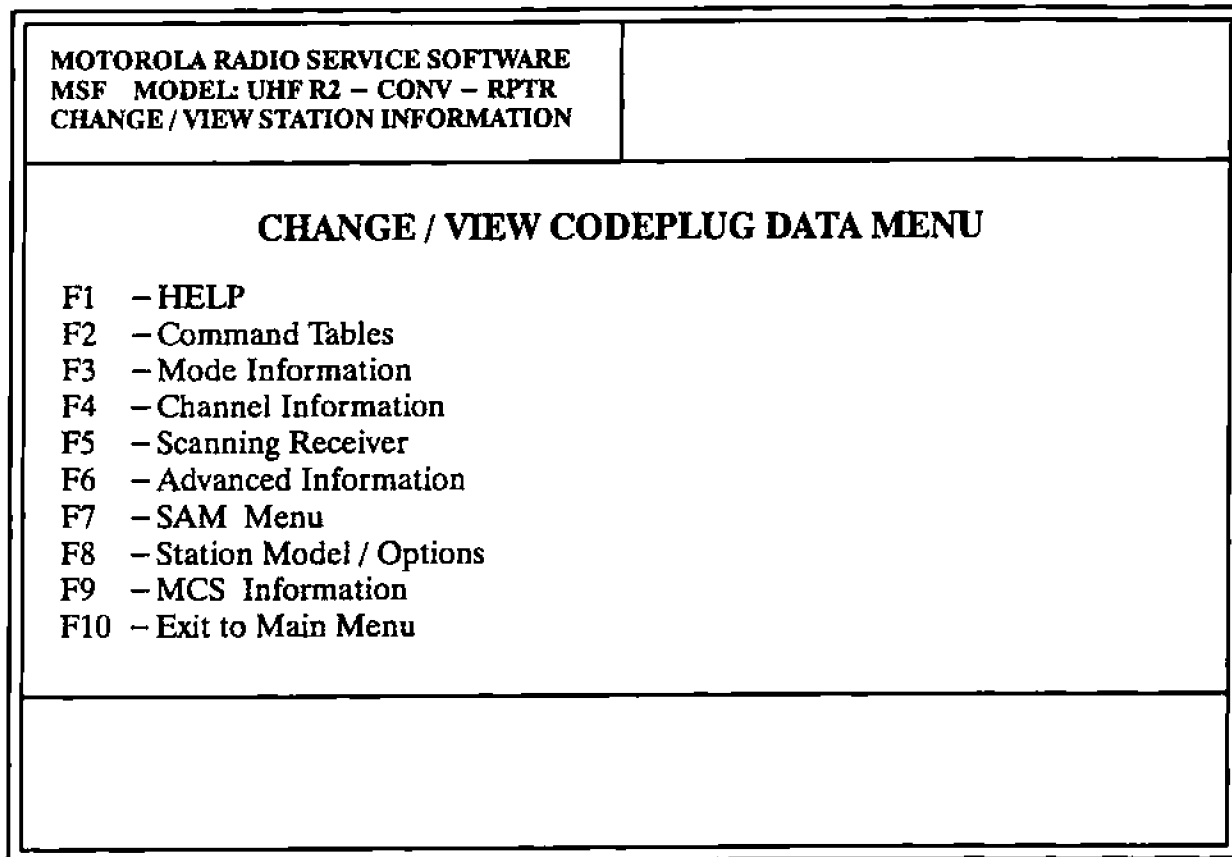 MOTOROLA RADIO SERVICE SOFTWARE
MSF MODEL: UHF R2 – CONV – RPTR
CHANGE / VIEW STATION INFORMATION
CHANGE / VIEW CODEPLUG DATA MENU
F1 – HELP
F2 – Command Tables
F3 – Mode Information
F4 – Channel Information
F5 – Scanning Receiver
F6 – Advanced Information
F7 – SAM Menu
F8 – Station Model / Options
F9 – MCS Information
F10 – Exit to Main Menu